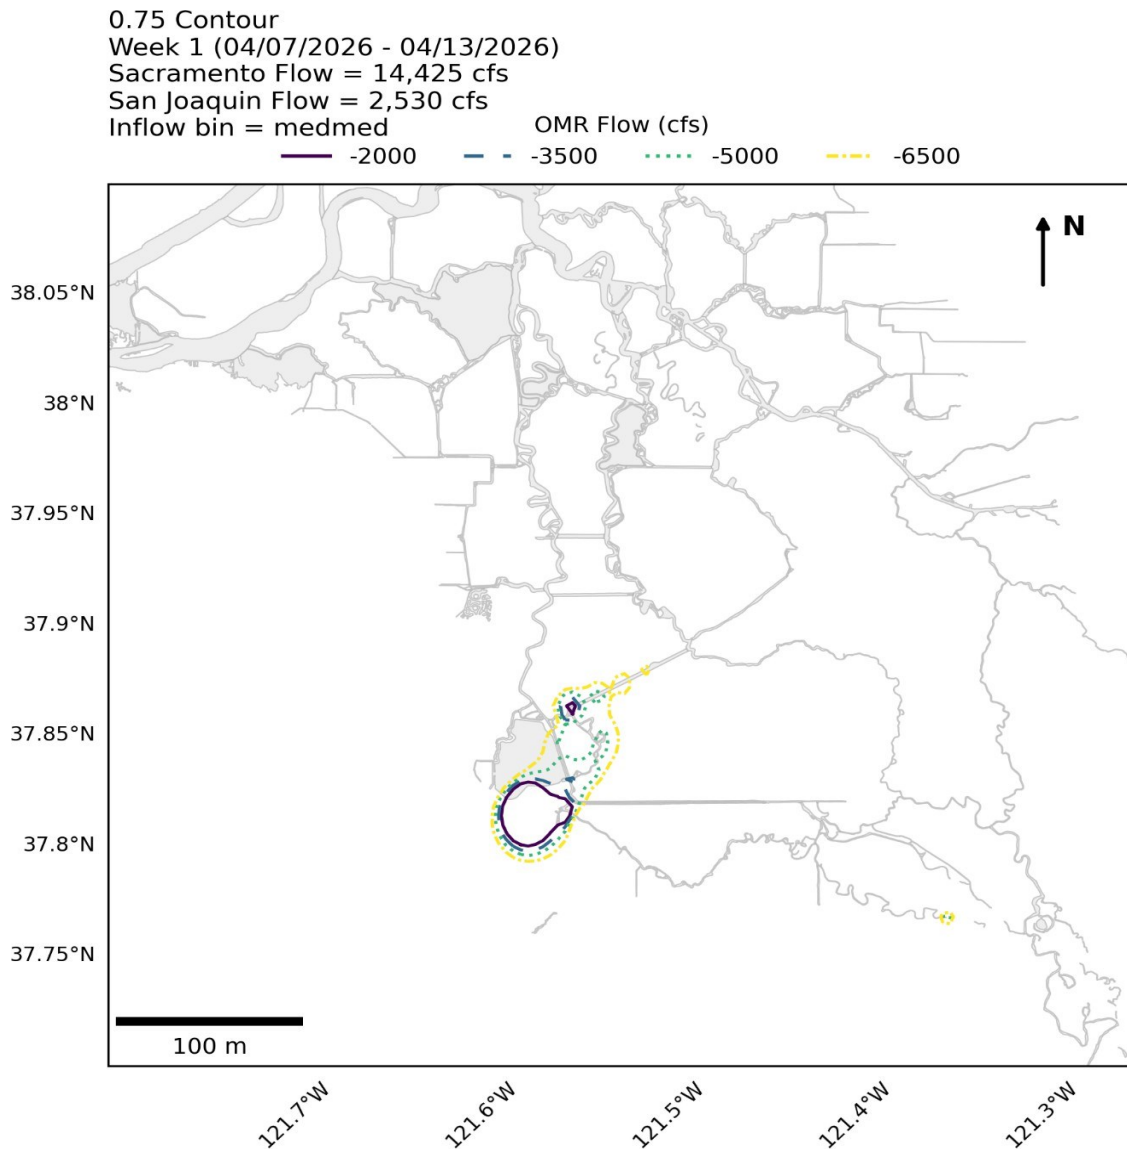 0.75 Contour
Week 1 (04/07/2026 - 04/13/2026)
Sacramento Flow = 14,425 cfs
San Joaquin Flow = 2,530 cfs
Inflow bin = medmed
OMR Flow (cfs)
-2000 -3500 -5000 -6500
N
38.05°N
38°N
37.95°N
37.9°N
37.85°N
37.8°N
37.75°N
100 m
121.7°W 121.6°W 121.5°W 121.4°W 121.3°W